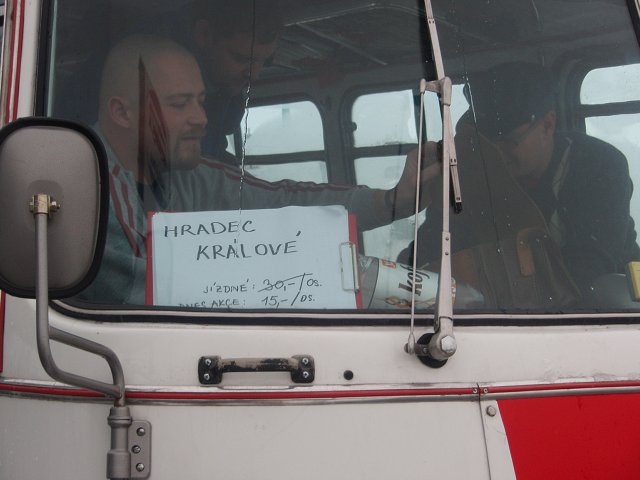 HRADEC
KRÁLOVÉ
JÍZDNÉ: 30,-/OS.
DNES AKCE: 15,-/OS.